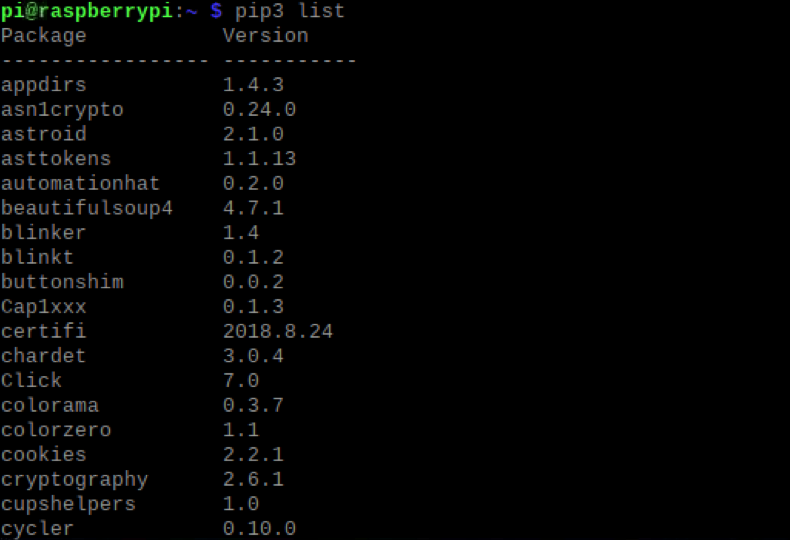 pi@raspberrypi:~ $ pip3 list
Package           Version
----------------- -----------
appdirs           1.4.3
asn1crypto        0.24.0
astroid           2.1.0
asttokens         1.1.13
automationhat     0.2.0
beautifulsoup4    4.7.1
blinker           1.4
blinkt            0.1.2
buttonshim        0.0.2
Cap1xxx           0.1.3
certifi           2018.8.24
chardet           3.0.4
Click             7.0
colorama          0.3.7
colorzero         1.1
cookies           2.2.1
cryptography      2.6.1
cupshelpers       1.0
cycler            0.10.0